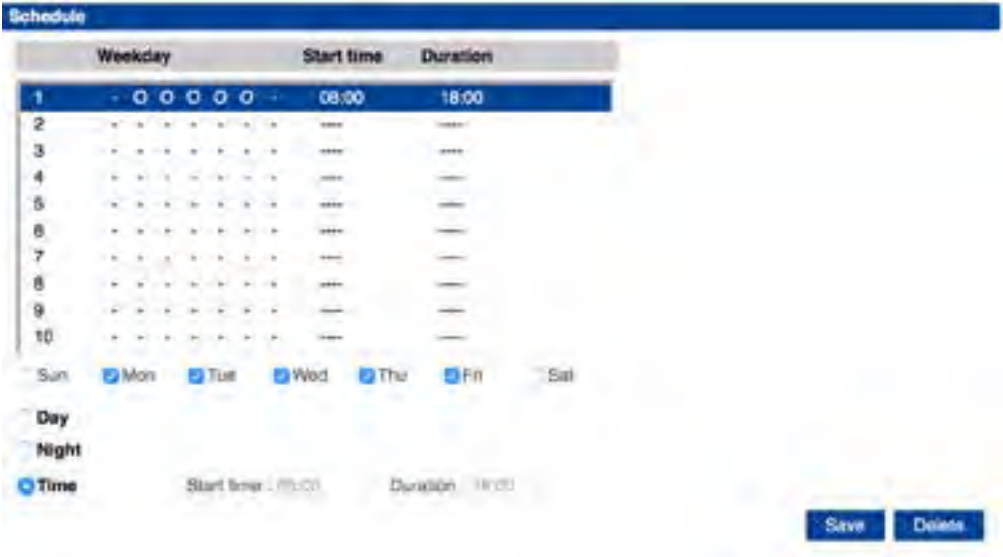 Schedule
Weekday Start time Duration
1 - O O O O O - 08:00 18:00
2 - - - - - - - ---- ----
3 - - - - - - - ---- ----
4 - - - - - - - ---- ----
5 - - - - - - - ---- ----
6 - - - - - - - ---- ----
7 - - - - - - - ---- ----
8 - - - - - - - ---- ----
9 - - - - - - - ---- ----
10 - - - - - - - ---- ----
Sun Mon Tue Wed Thu Fri Sat
Day
Night
Time Start time : Duration
Save Delete